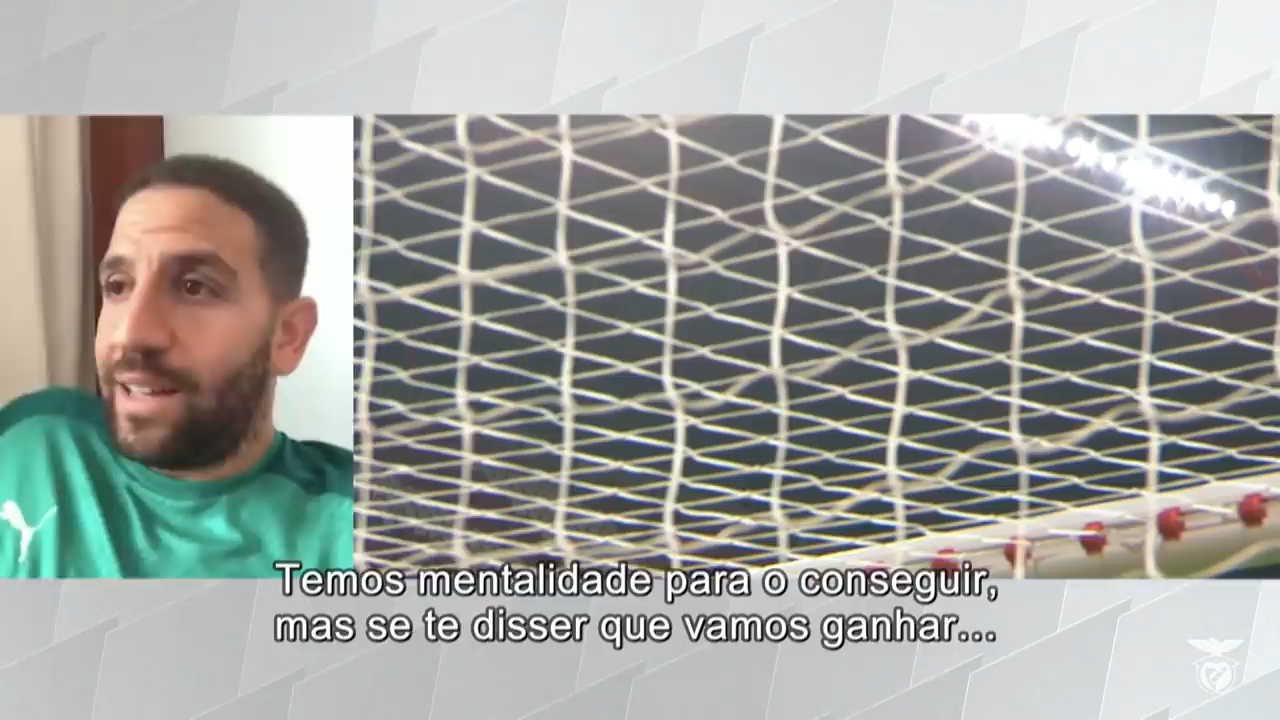 Temos mentalidade para o conseguir,
mas se te disser que vamos ganhar...